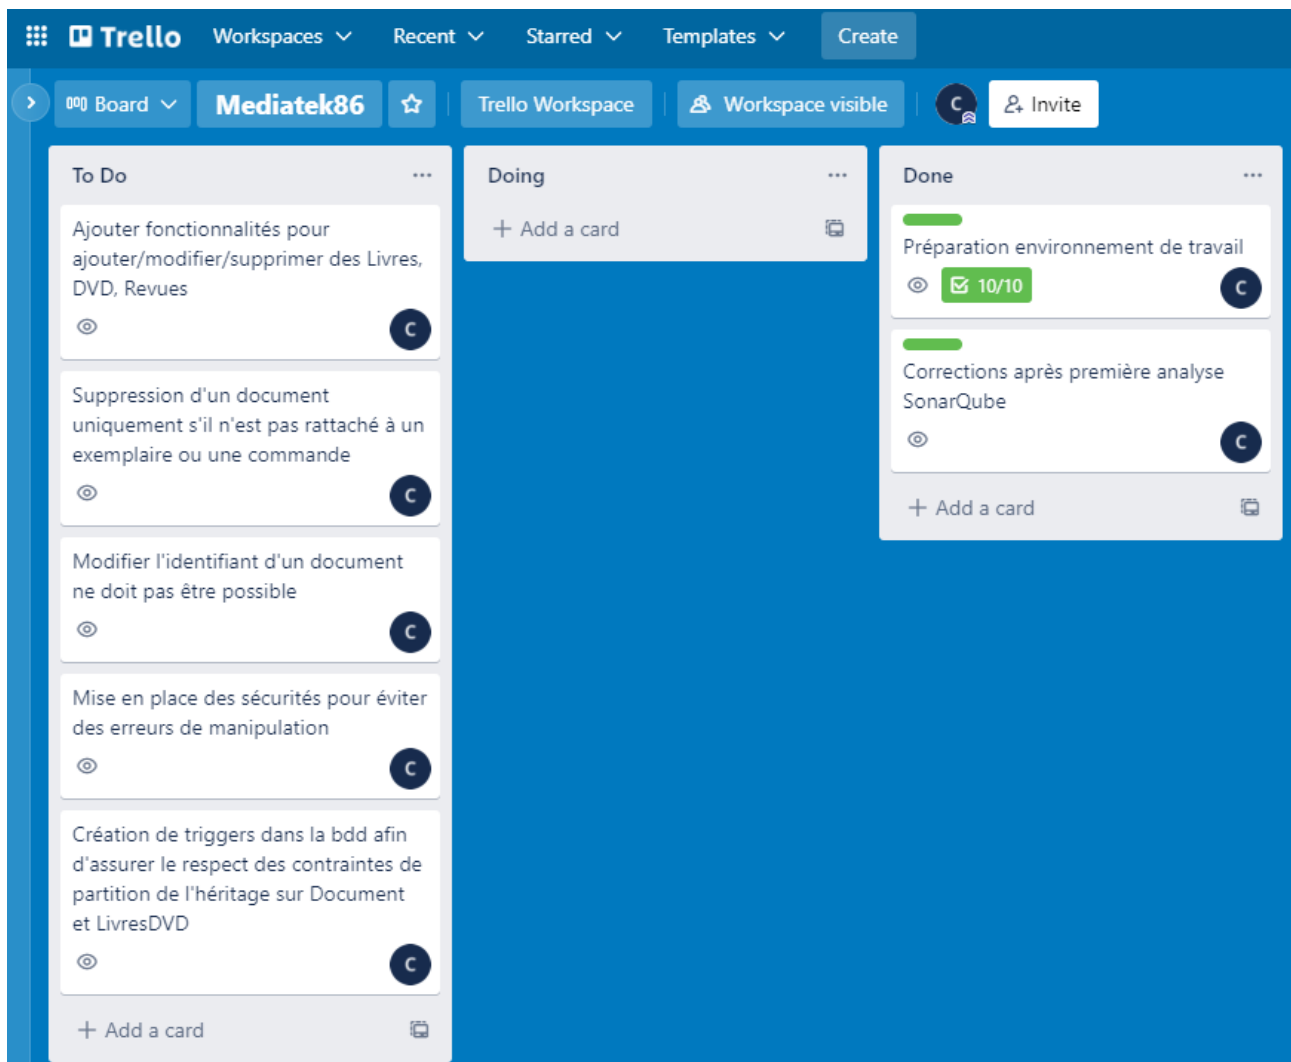 Trello Workspaces Recent Starred Templates Create
Board Mediatek86 Trello Workspace Workspace visible C Invite
To Do
Ajouter fonctionnalités pour
ajouter/modifier/supprimer des Livres,
DVD, Revues
C
Suppression d'un document
uniquement s'il n'est pas rattaché à un
exemplaire ou une commande
C
Modifier l'identifiant d'un document
ne doit pas être possible
C
Mise en place des sécurités pour éviter
des erreurs de manipulation
C
Création de triggers dans la bdd afin
d'assurer le respect des contraintes de
partition de l'héritage sur Document
et LivresDVD
C
Add a card
Doing
Add a card
Done
Préparation environnement de travail
10/10 C
Corrections après première analyse
SonarQube
C
Add a card